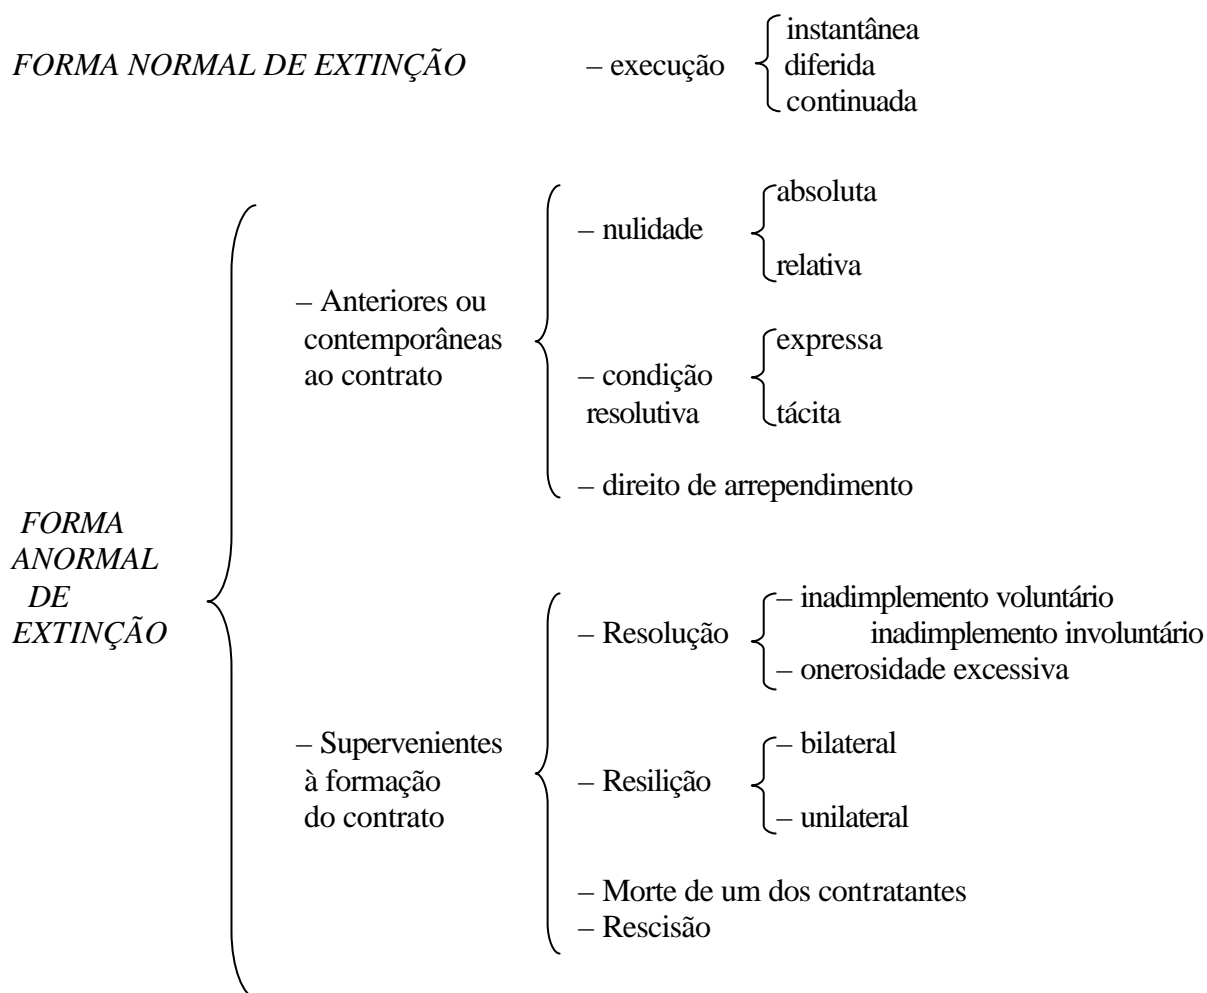 instantânea
FORMA NORMAL DE EXTINÇÃO – execução diferida
continuada
absoluta
– nulidade
relativa
– Anteriores ou
contemporâneas
ao contrato
expressa
– condição
resolutiva tácita
– direito de arrependimento
FORMA
ANORMAL
DE
EXTINÇÃO
– inadimplemento voluntário
– Resolução inadimplemento involuntário
– onerosidade excessiva
– Supervenientes
à formação
do contrato
– bilateral
– Resilição
– unilateral
– Morte de um dos contratantes
– Rescisão